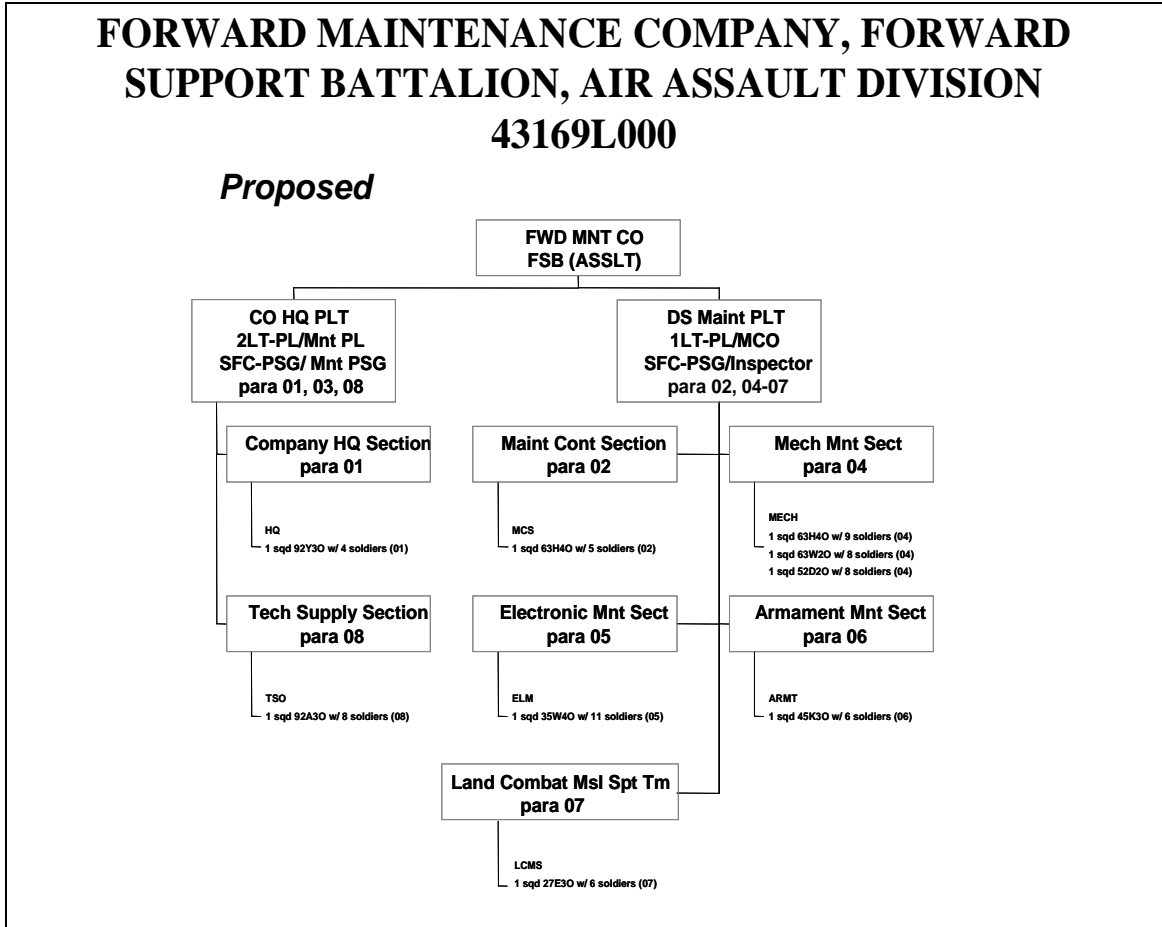 FORWARD MAINTENANCE COMPANY, FORWARD
SUPPORT BATTALION, AIR ASSAULT DIVISION
43169L000
Proposed
FWD MNT CO
FSB (ASSLT)
CO HQ PLT
2LT-PL/Mnt PL
SFC-PSG/ Mnt PSG
para 01, 03, 08
DS Maint PLT
1LT-PL/MCO
SFC-PSG/Inspector
para 02, 04-07
Company HQ Section
para 01
HQ
1 sqd 92Y3O w/ 4 soldiers (01)
Maint Cont Section
para 02
MCS
1 sqd 63H4O w/ 5 soldiers (02)
Mech Mnt Sect
para 04
MECH
1 sqd 63H4O w/ 9 soldiers (04)
1 sqd 63W2O w/ 8 soldiers (04)
1 sqd 52D2O w/ 8 soldiers (04)
Tech Supply Section
para 08
TSO
1 sqd 92A3O w/ 8 soldiers (08)
Electronic Mnt Sect
para 05
ELM
1 sqd 35W4O w/ 11 soldiers (05)
Armament Mnt Sect
para 06
ARMT
1 sqd 45K3O w/ 6 soldiers (06)
Land Combat Msl Spt Tm
para 07
LCMS
1 sqd 27E3O w/ 6 soldiers (07)